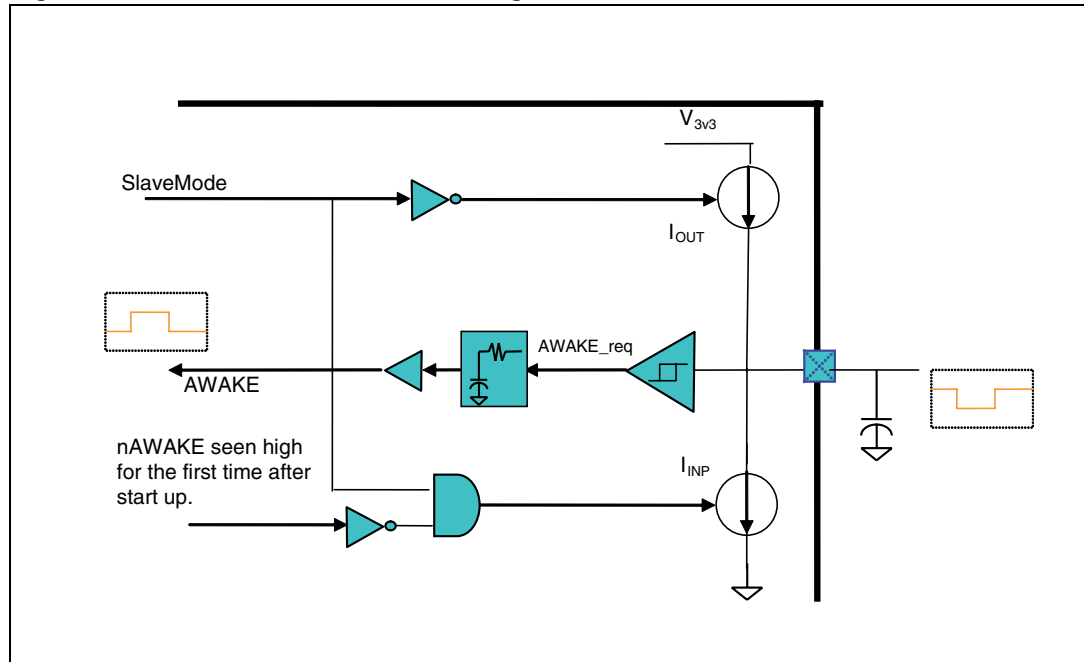 V3v3
SlaveMode
IOUT
AWAKE_req
AWAKE
nAWAKE seen high
for the first time after
start up.
IINP